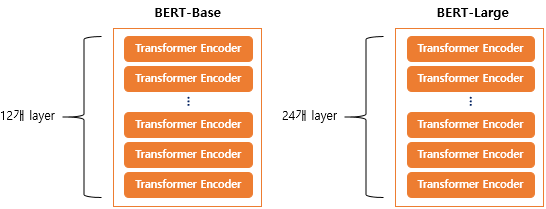 BERT-Base
Transformer Encoder
Transformer Encoder
⋮
Transformer Encoder
Transformer Encoder
Transformer Encoder
12개 layer
BERT-Large
Transformer Encoder
Transformer Encoder
⋮
Transformer Encoder
Transformer Encoder
Transformer Encoder
24개 layer